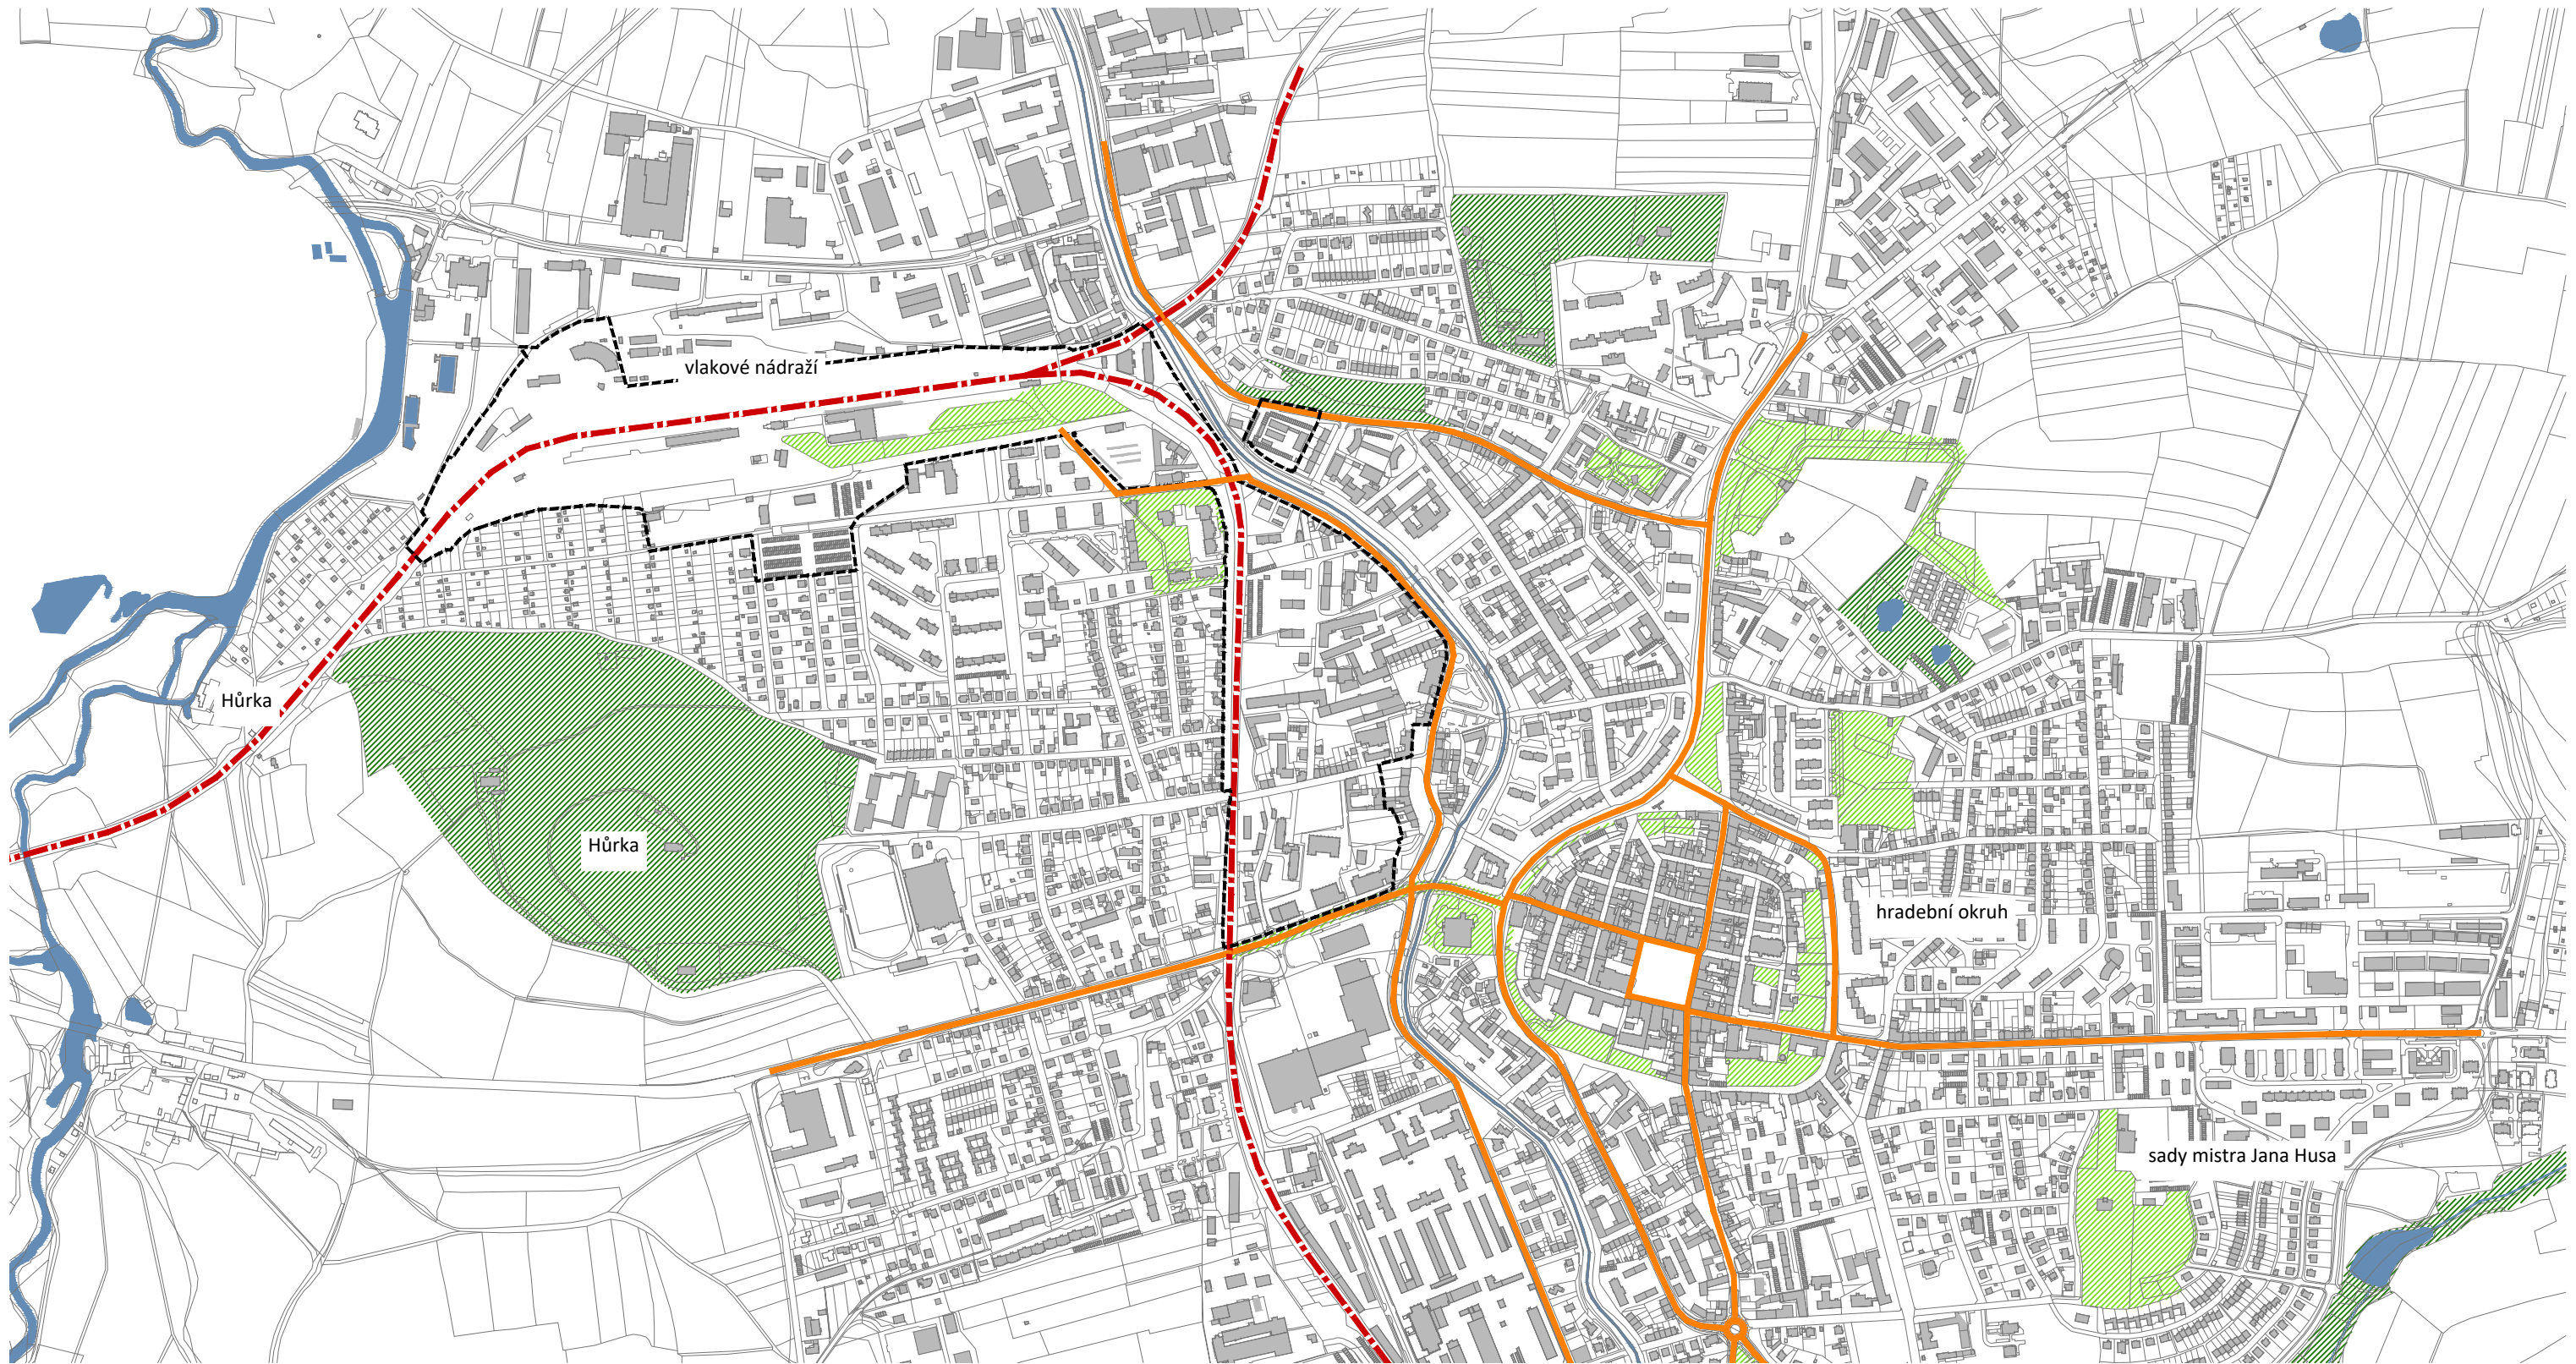 vlakové nádraží
Hůrka
Hůrka
hradební okruh
sady mistra Jana Husa